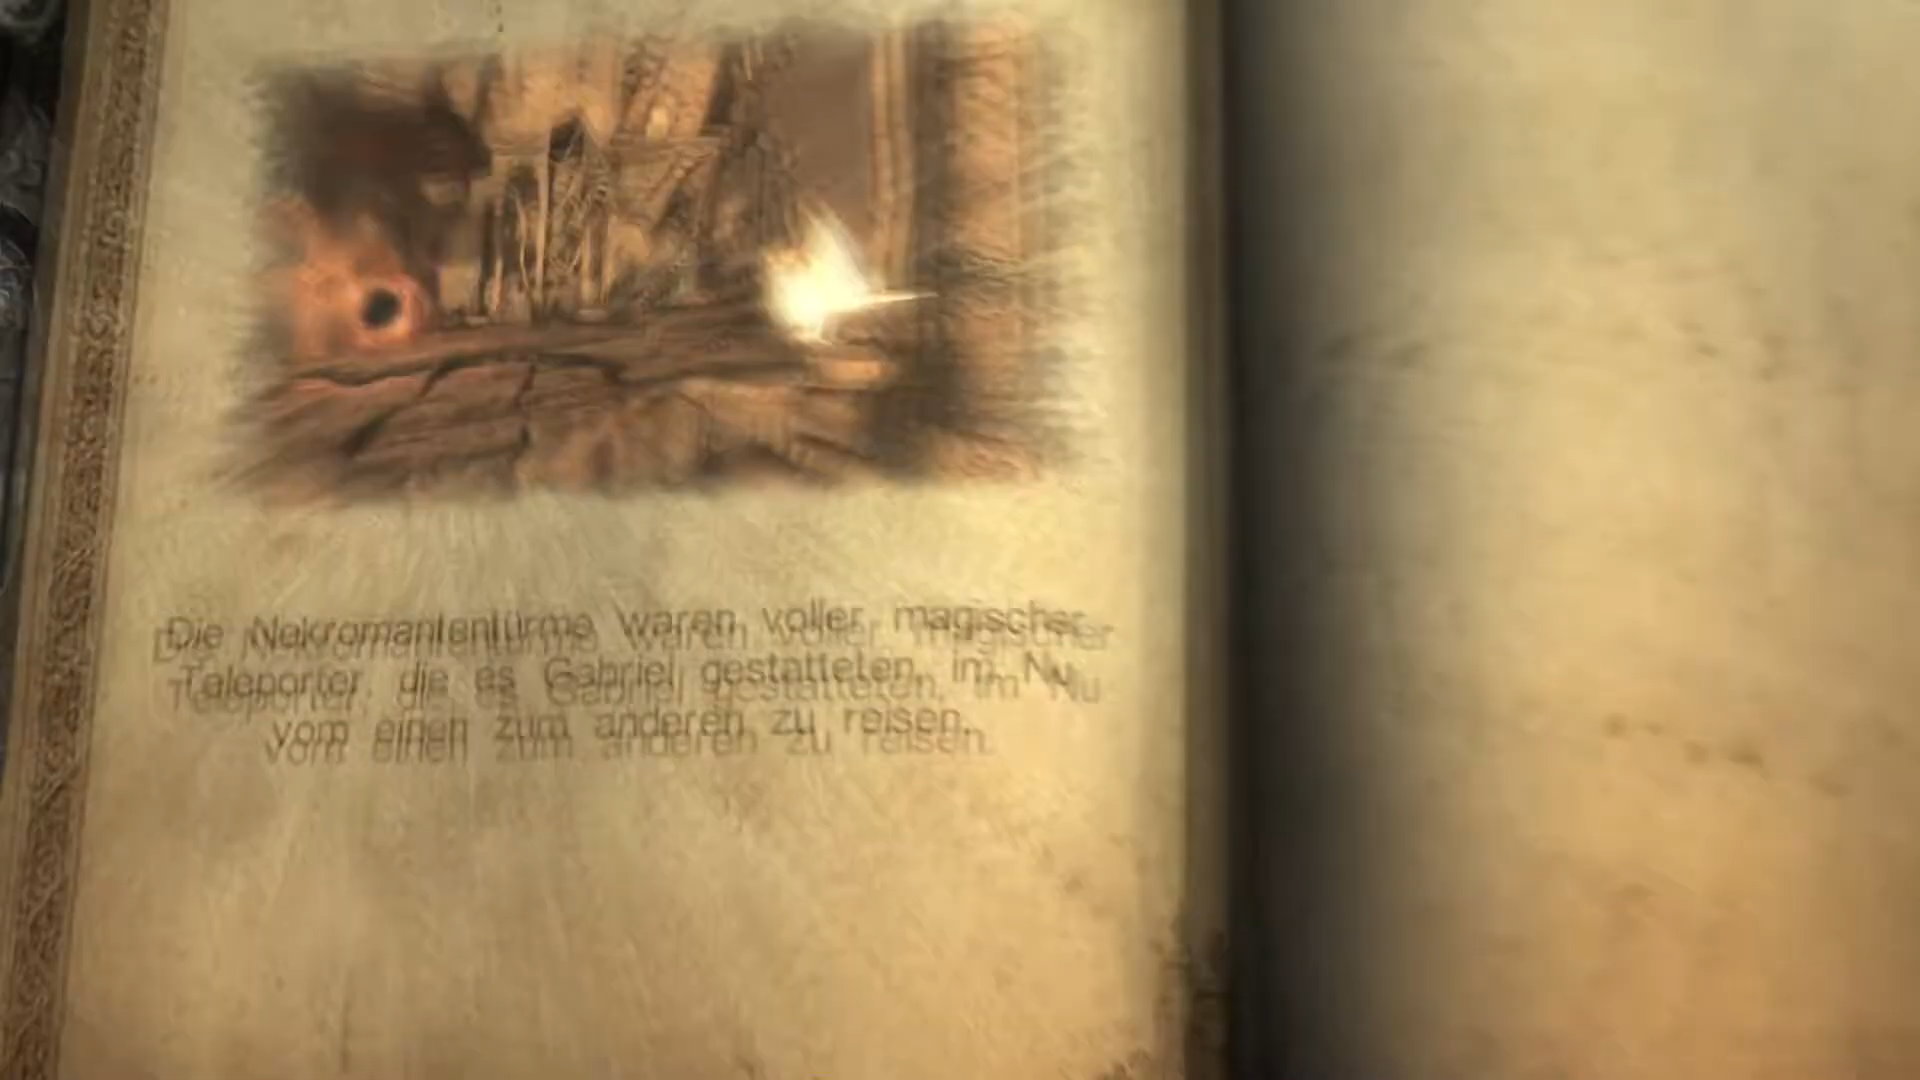 Die Nekromantentürme waren voller magischer
Teleporter, die es Gabriel gestatteten, im Nu
vom einen zum anderen zu reisen.